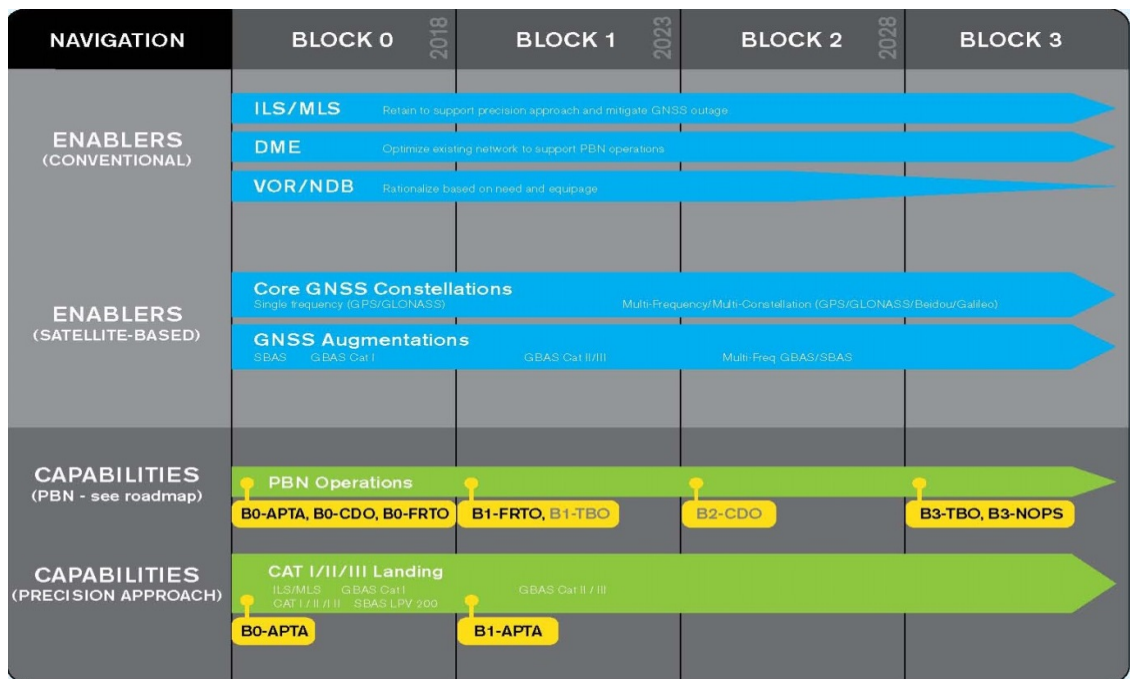 NAVIGATION
BLOCK 0
2018
BLOCK 1
2023
BLOCK 2
2028
BLOCK 3
ENABLERS
(CONVENTIONAL)
ILS/MLS Retain to support precision approach and mitigate GNSS outage
DME Optimize existing network to support PBN operations
VOR/NDB Rationalize based on need and equipage
ENABLERS
(SATELLITE-BASED)
Core GNSS Constellations
Single frequency (GPS/GLONASS) Multi-Frequency/Multi-Constellation (GPS/GLONASS/Beidou/Galileo)
GNSS Augmentations
SBAS GBAS Cat I GBAS Cat II/III Multi-Freq GBAS/SBAS
CAPABILITIES
(PBN - see roadmap)
PBN Operations
B0-APTA, B0-CDO, B0-FRTO B1-FRTO, B1-TBO B2-CDO B3-TBO, B3-NOPS
CAPABILITIES
(PRECISION APPROACH)
CAT I/II/III Landing
ILS/MLS GBAS Cat I GBAS Cat II / III
CAT I / II / III SBAS LPV 200
B0-APTA B1-APTA